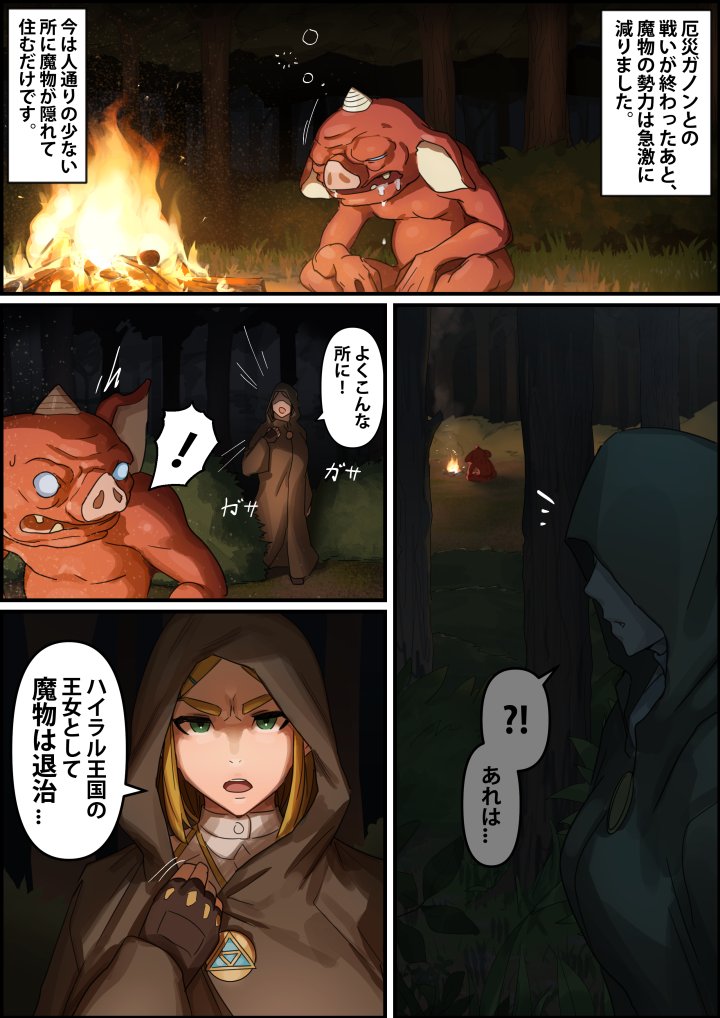 厄災ガノンとの
戦いが終わったあと、
魔物の勢力は急激に
減りました。
今は人通りの少ない
所に魔物が隠れて
住むだけです。
?!
あれは…
よくこんな
所に!
!
ガサ
ガサ
ハイラル王国の
王女として
魔物は退治…